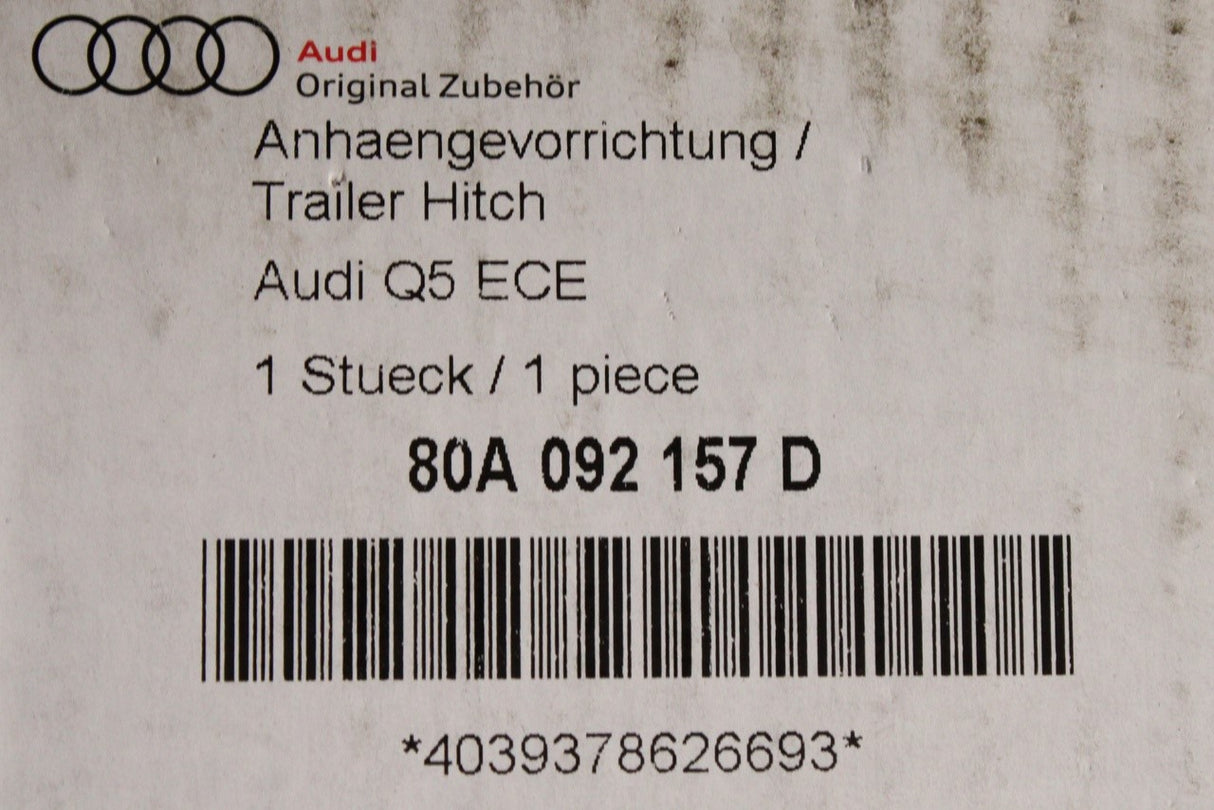 Audi
Original Zubehör
Anhaengevorrichtung /
Trailer Hitch
Audi Q5 ECE
1 Stueck / 1 piece
80A 092 157 D
*4039378626693*